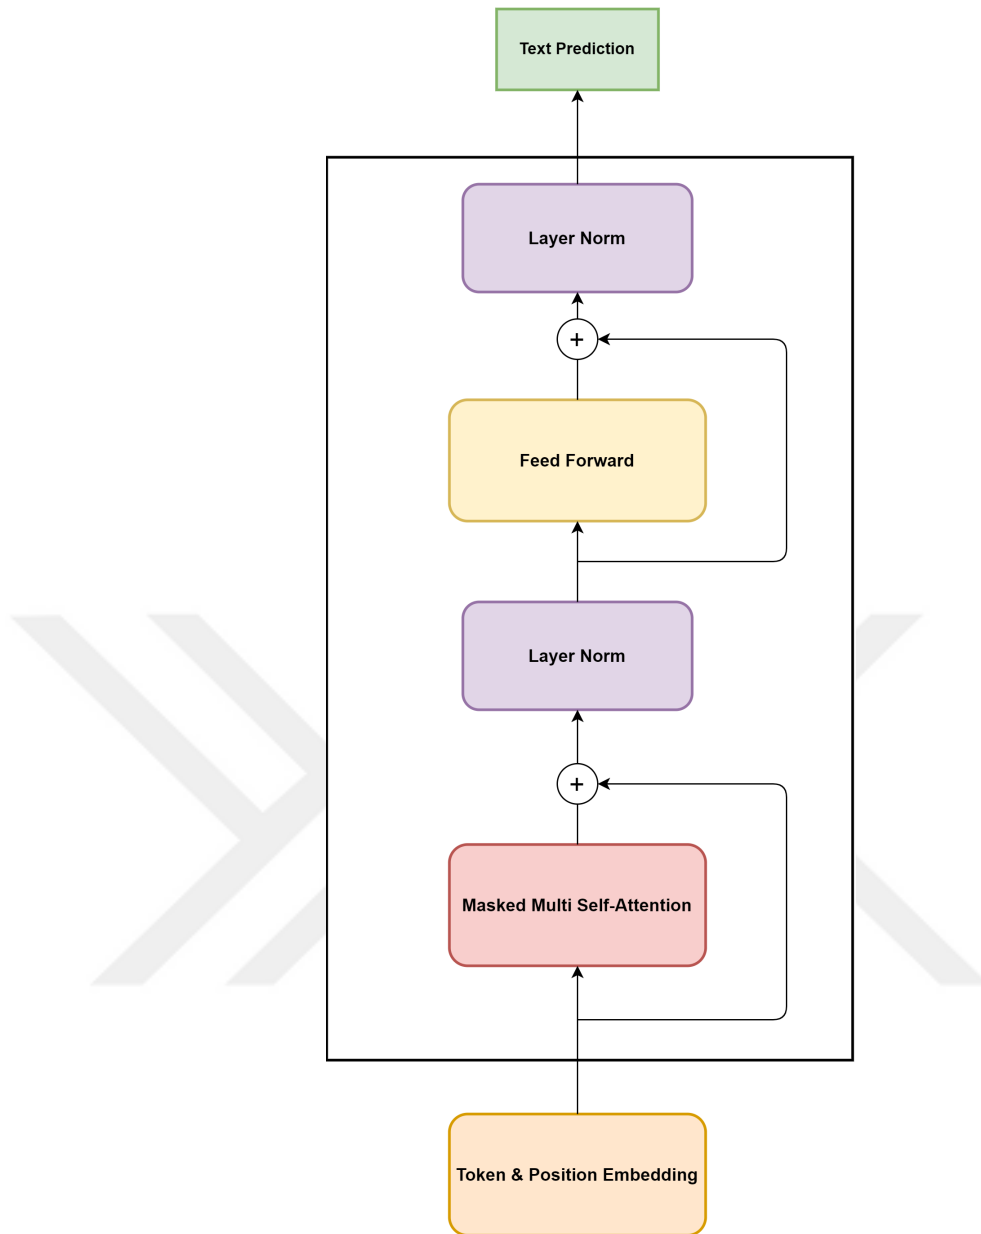 Text Prediction
Layer Norm
+
Feed Forward
Layer Norm
+
Masked Multi Self-Attention
Token & Position Embedding